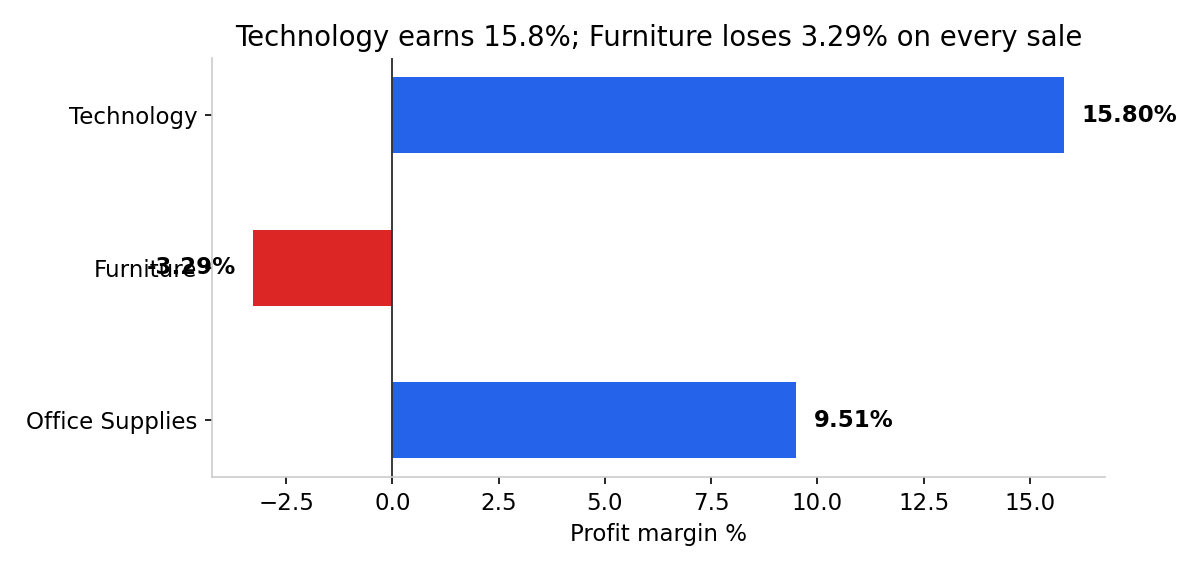 Technology earns 15.8%; Furniture loses 3.29% on every sale
Technology
15.80%
Furniture
-3.29%
Office Supplies
9.51%
−2.5 0.0 2.5 5.0 7.5 10.0 12.5 15.0
Profit margin %